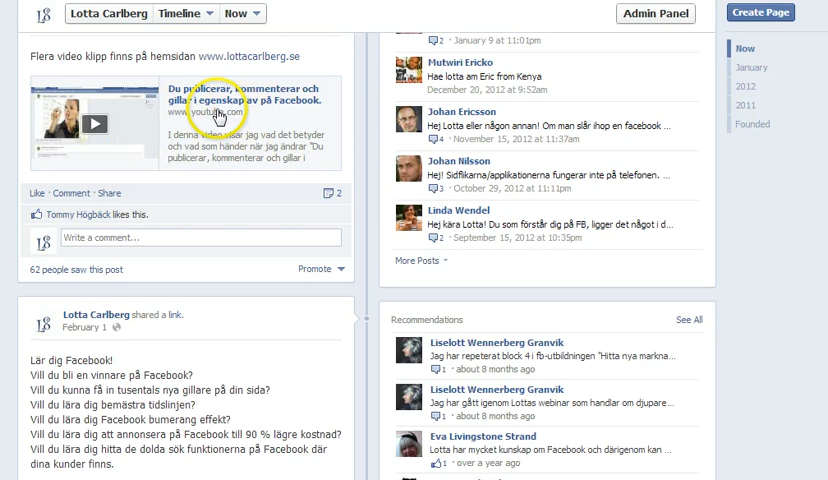 LS
Lotta Carlberg
Timeline
Now
Admin Panel
Create Page
Now
January
2012
2011
Founded
Flera video klipp finns på hemsidan www.lottacarlberg.se
Du publicerar, kommenterar och
gillar i egenskap av på Facebook.
www.youtube.com
I denna video visar jag vad det betyder
och vad som händer när jag ändrar "Du
publicerar, kommenterar och gillar i
Like · Comment · Share
2
Tommy Högbäck likes this.
Write a comment...
62 people saw this post
Promote
Lotta Carlberg shared a link.
February 1
Lär dig Facebook!
Vill du bli en vinnare på Facebook?
Vill du kunna få in tusentals nya gillare på din sida?
Vill du lära dig bemästra tidslinjen?
Vill du lära dig Facebook bumerang effekt?
Vill du lära dig att annonsera på Facebook till 90 % lägre kostnad?
Vill du lära dig hitta de dolda sök funktionerna på Facebook där
dina kunder finns.
2 · January 9 at 11:01pm
Mutwiri Ericko
Hae lotta am Eric from Kenya
December 20, 2012 at 9:52am
Johan Ericsson
Hej Lotta eller någon annan! Om man slår ihop en facebook ...
4 · November 15, 2012 at 11:37am
Johan Nilsson
Hej! Sidflikarna/applikationerna fungerar inte på telefonen. ...
3 · October 29, 2012 at 11:11pm
Linda Wendel
Hej kära Lotta! Du som förstår dig på FB, ligger det något i d...
2 · September 15, 2012 at 10:35pm
More Posts
Recommendations
See All
Liselott Wennerberg Granvik
Jag har repeterat block 4 i fb-utbildningen "Hitta nya markna...
1 · about 8 months ago
Liselott Wennerberg Granvik
Jag har gått igenom Lottas webinar som handlar om djupare...
1 · about 8 months ago
Eva Livingstone Strand
Lotta har mycket kunskap om Facebook och därigenom kan ...
1 · over a year ago